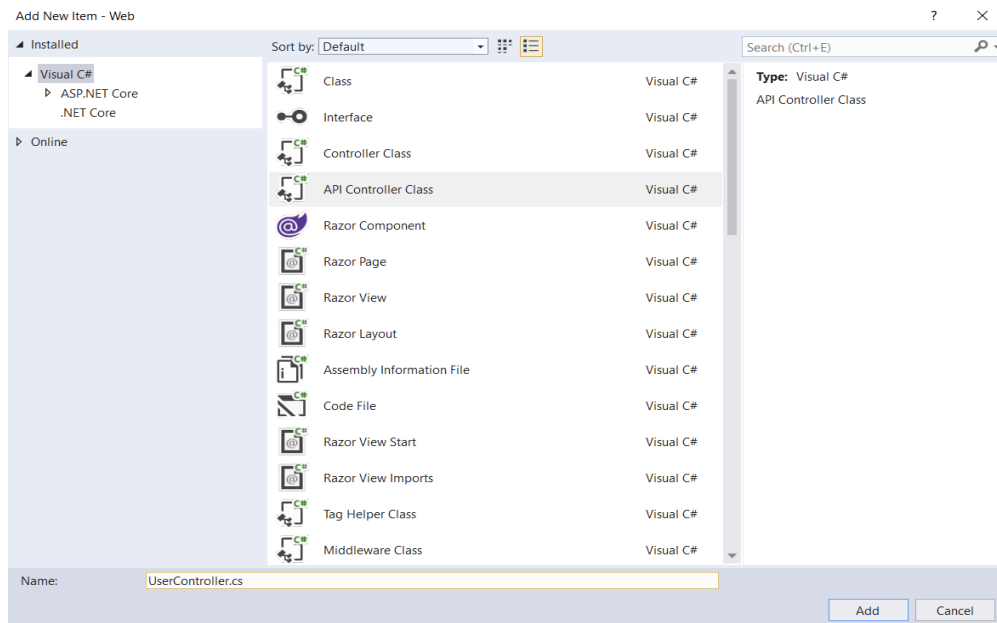 Add New Item - Web
? ×
Installed
Visual C#
ASP.NET Core
.NET Core
Online
Sort by: Default
Search (Ctrl+E)
C# Class Visual C#
Interface Visual C#
C# Controller Class Visual C#
C# API Controller Class Visual C#
@ Razor Component Visual C#
C# @ Razor Page Visual C#
C# @ Razor View Visual C#
C# @ Razor Layout Visual C#
C# i Assembly Information File Visual C#
C# Code File Visual C#
C# @ Razor View Start Visual C#
C# @ Razor View Imports Visual C#
C# Tag Helper Class Visual C#
C# Middleware Class Visual C#
Type: Visual C#
API Controller Class
Name: UserController.cs
Add Cancel